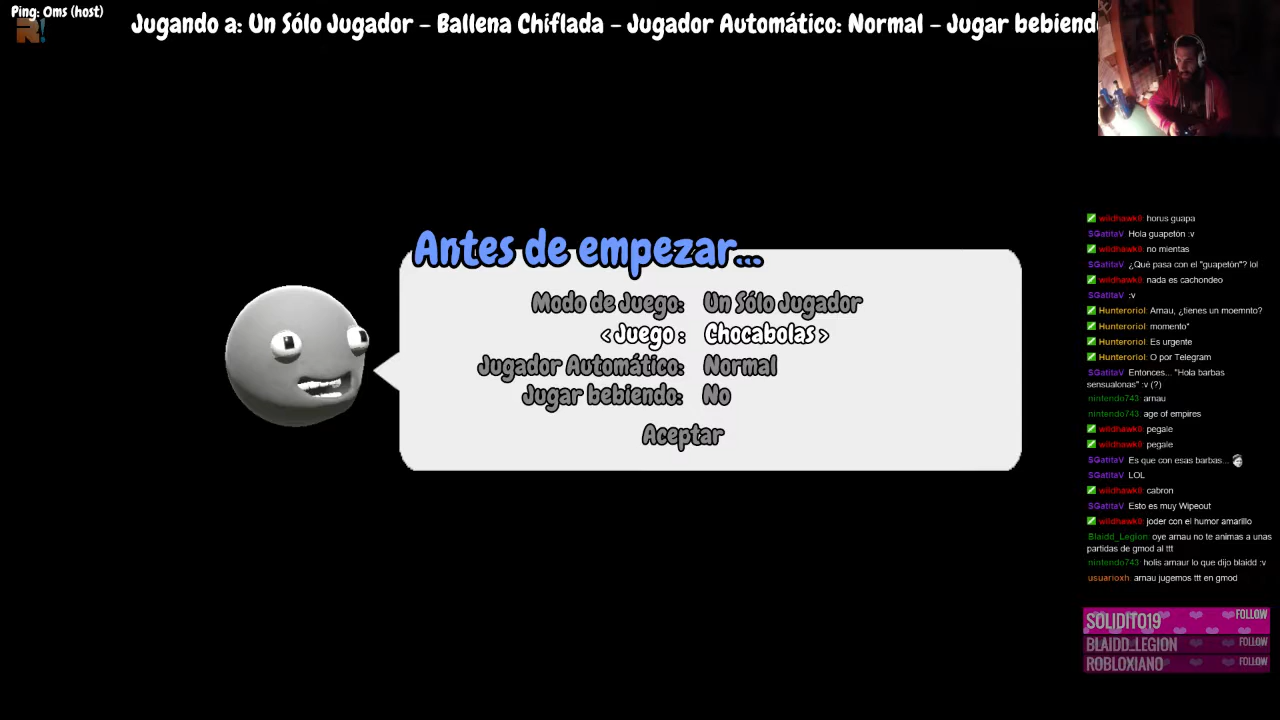 Ping: 0ms (host)
R!
Jugando a: Un Sólo Jugador - Ballena Chiflada - Jugador Automático: Normal - Jugar bebiend
Antes de empezar...
Modo de Juego: Un Sólo Jugador
< Juego : Chocabolas >
Jugador Automático: Normal
Jugar bebiendo: No
Aceptar
wildhawk0: horus guapa
SGatitaV: Hola guapetón :v
wildhawk0: no mientas
SGatitaV: ¿Qué pasa con el "guapetón"? lol
wildhawk0: nada es cachondeo
SGatitaV: :v
Hunteroriol: Arnau, ¿tienes un moemnto?
Hunteroriol: momento*
Hunteroriol: Es urgente
Hunteroriol: O por Telegram
SGatitaV: Entonces... "Hola barbas
sensualonas" :v (?)
nintendo743: arnau
nintendo743: age of empires
wildhawk0: pegale
wildhawk0: pegale
SGatitaV: Es que con esas barbas...
SGatitaV: LOL
wildhawk0: cabron
SGatitaV: Esto es muy Wipeout
wildhawk0: joder con el humor amarillo
Blaidd_Legion: oye arnau no te animas a unas
partidas de gmod al ttt
nintendo743: holis arnaur lo que dijo blaidd :v
usuarioxh: arnau jugemos ttt en gmod
SOLIDITO19 FOLLOW
BLAIDD_LEGION FOLLOW
ROBLOXIANO FOLLOW